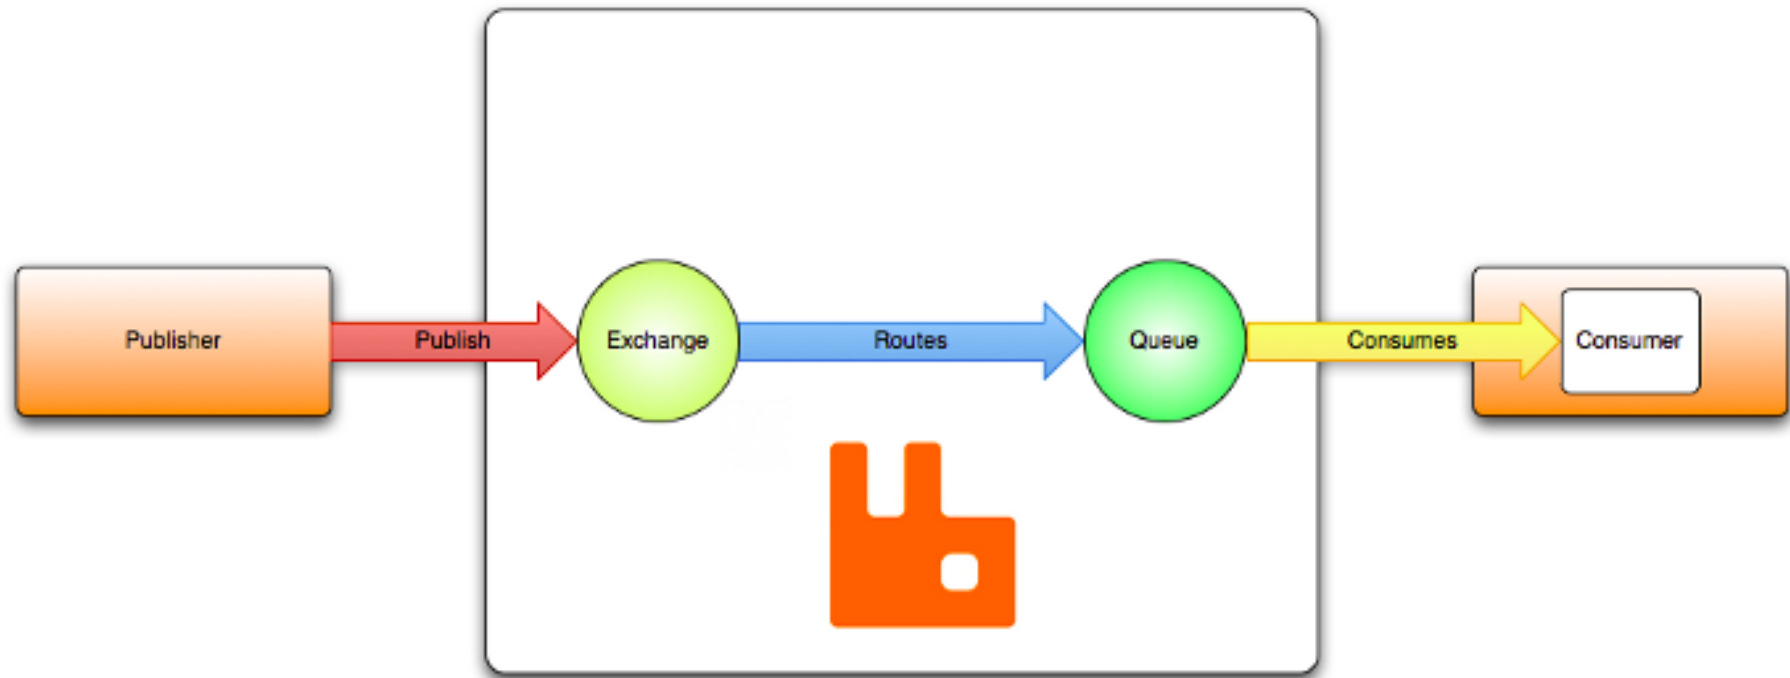 Publisher
Publish
Exchange
Routes
Queue
Consumes
Consumer